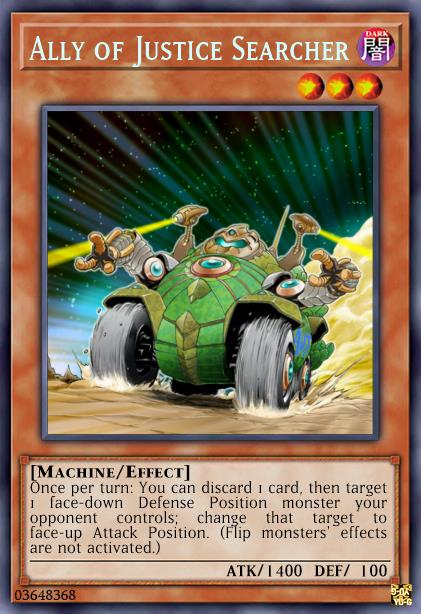 Ally of Justice Searcher
DARK
闇
[Machine/Effect]
Once per turn: You can discard 1 card, then target
1 face-down Defense Position monster your
opponent controls; change that target to
face-up Attack Position. (Flip monsters' effects
are not activated.)
ATK/1400 DEF/ 100
03648368